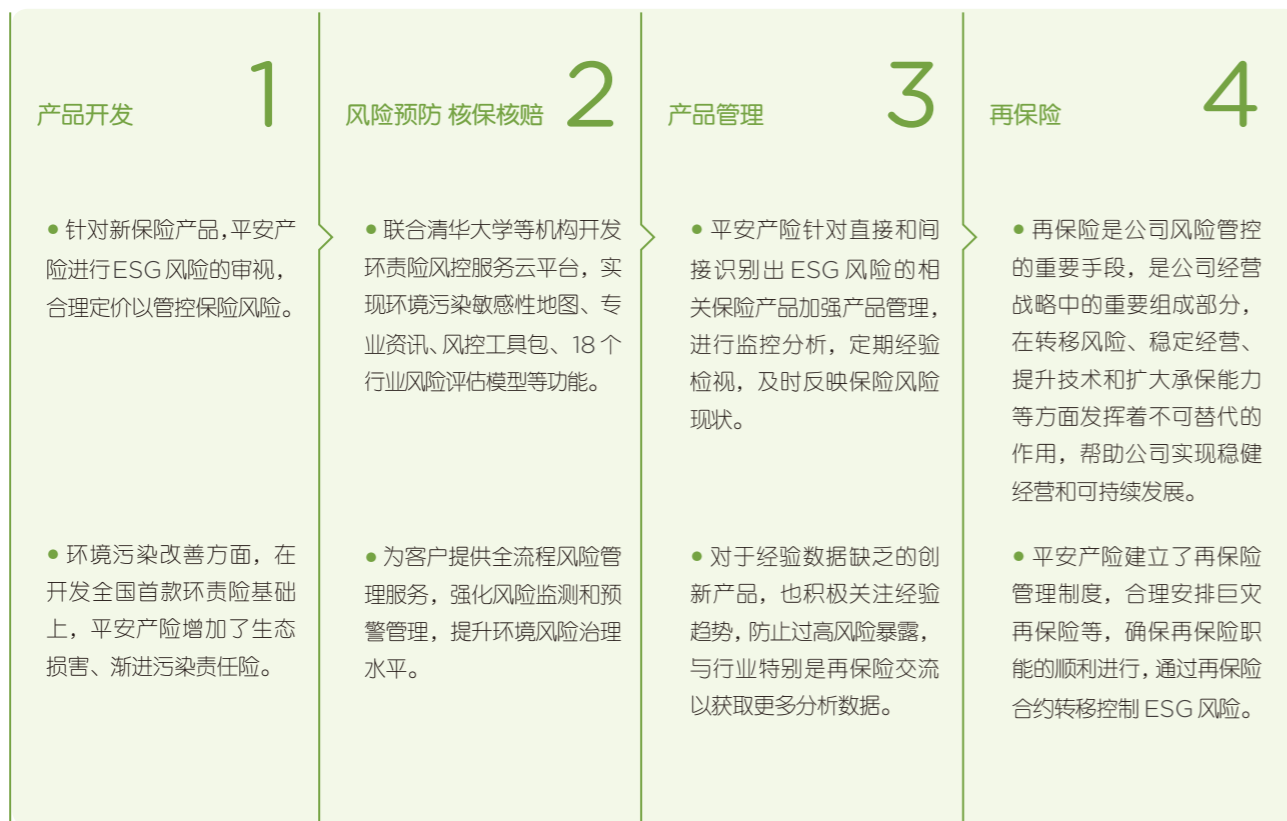 产品开发
1
• 针对新保险产品，平安产
险进行ESG风险的审视，
合理定价以管控保险风险。
• 环境污染改善方面，在
开发全国首款环责险基础
上，平安产险增加了生态
损害、渐进污染责任险。
风险预防 核保核赔
2
• 联合清华大学等机构开发
环责险风控服务云平台，实
现环境污染敏感性地图、专
业资讯、风控工具包、18个
行业风险评估模型等功能。
• 为客户提供全流程风险管
理服务，强化风险监测和预
警管理，提升环境风险治理
水平。
产品管理
3
• 平安产险针对直接和间
接识别出 ESG 风险的相
关保险产品加强产品管理，
进行监控分析，定期经验
检视，及时反映保险风险
现状。
• 对于经验数据缺乏的创
新产品，也积极关注经验
趋势，防止过高风险暴露，
与行业特别是再保险交流
以获取更多分析数据。
再保险
4
• 再保险是公司风险管控
的重要手段，是公司经营
战略中的重要组成部分，
在转移风险、稳定经营、
提升技术和扩大承保能力
等方面发挥着不可替代的
作用，帮助公司实现稳健
经营和可持续发展。
• 平安产险建立了再保险
管理制度，合理安排巨灾
再保险等，确保再保险职
能的顺利进行，通过再保险
合约转移控制 ESG 风险。